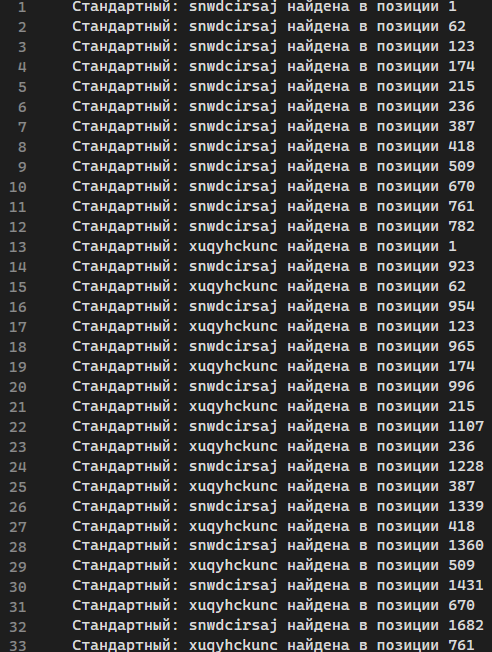 1 Стандартный: snwdcirsaj найдена в позиции 1
2 Стандартный: snwdcirsaj найдена в позиции 62
3 Стандартный: snwdcirsaj найдена в позиции 123
4 Стандартный: snwdcirsaj найдена в позиции 174
5 Стандартный: snwdcirsaj найдена в позиции 215
6 Стандартный: snwdcirsaj найдена в позиции 236
7 Стандартный: snwdcirsaj найдена в позиции 387
8 Стандартный: snwdcirsaj найдена в позиции 418
9 Стандартный: snwdcirsaj найдена в позиции 509
10 Стандартный: snwdcirsaj найдена в позиции 670
11 Стандартный: snwdcirsaj найдена в позиции 761
12 Стандартный: snwdcirsaj найдена в позиции 782
13 Стандартный: xuqyhckunc найдена в позиции 1
14 Стандартный: snwdcirsaj найдена в позиции 923
15 Стандартный: xuqyhckunc найдена в позиции 62
16 Стандартный: snwdcirsaj найдена в позиции 954
17 Стандартный: xuqyhckunc найдена в позиции 123
18 Стандартный: snwdcirsaj найдена в позиции 965
19 Стандартный: xuqyhckunc найдена в позиции 174
20 Стандартный: snwdcirsaj найдена в позиции 996
21 Стандартный: xuqyhckunc найдена в позиции 215
22 Стандартный: snwdcirsaj найдена в позиции 1107
23 Стандартный: xuqyhckunc найдена в позиции 236
24 Стандартный: snwdcirsaj найдена в позиции 1228
25 Стандартный: xuqyhckunc найдена в позиции 387
26 Стандартный: snwdcirsaj найдена в позиции 1339
27 Стандартный: xuqyhckunc найдена в позиции 418
28 Стандартный: snwdcirsaj найдена в позиции 1360
29 Стандартный: xuqyhckunc найдена в позиции 509
30 Стандартный: snwdcirsaj найдена в позиции 1431
31 Стандартный: xuqyhckunc найдена в позиции 670
32 Стандартный: snwdcirsaj найдена в позиции 1682
33 Стандартный: xuqyhckunc найдена в позиции 761